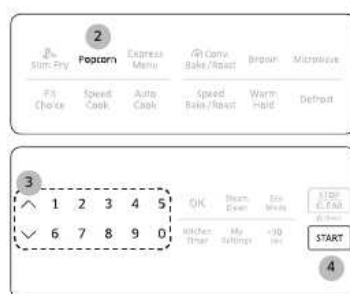 2
Slim Fry Popcorn Express Menu Conv. Bake/Roast Brown Microwave
Fit Choice Speed Cook Auto Cook Speed Bake/Roast Warm Hold Defrost
3
1 2 3 4 5 OK Steam Clean Eco Mode STOP CLEAR
6 7 8 9 0 Kitchen Timer My Settings +30 sec START
4